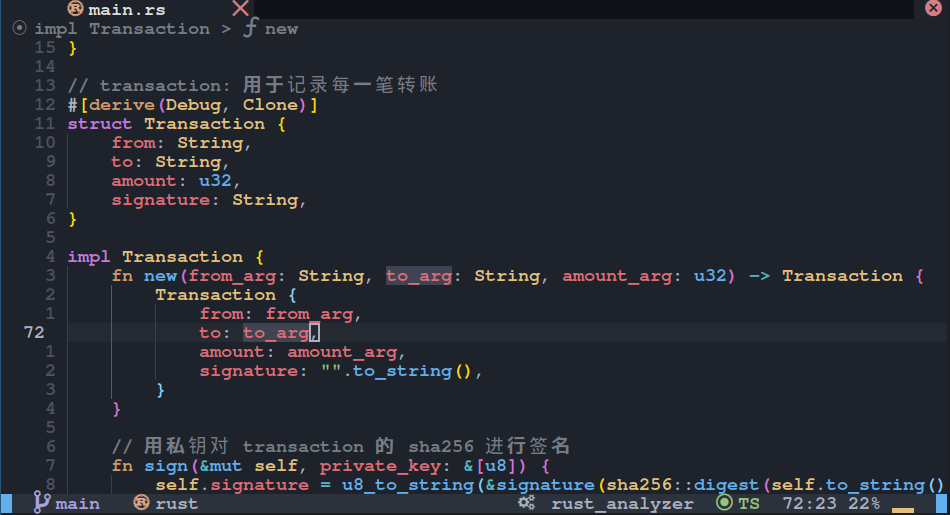 main.rs
impl Transaction > ƒ new
15 }
14
13 // transaction: 用于记录每一笔转账
12 #[derive(Debug, Clone)]
11 struct Transaction {
10     from: String,
9     to: String,
8     amount: u32,
7     signature: String,
6 }
5
4 impl Transaction {
3     fn new(from_arg: String, to_arg: String, amount_arg: u32) -> Transaction {
2         Transaction {
1             from: from_arg,
72             to: to_arg,
1             amount: amount_arg,
2             signature: "".to_string(),
3         }
4     }
5
6     // 用私钥对 transaction 的 sha256 进行签名
7     fn sign(&mut self, private_key: &[u8]) {
8         self.signature = u8_to_string(&signature(sha256::digest(self.to_string()
main rust rust_analyzer TS 72:23 22%